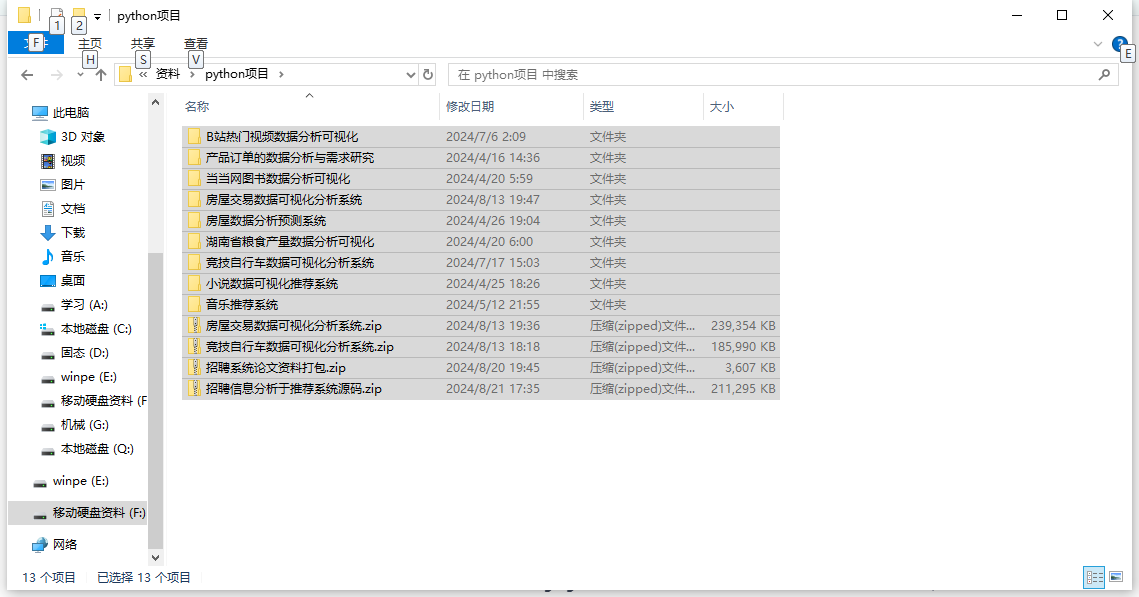 python项目
1
2
文件
主页
共享
查看
F
H
S
V
E
« 资料 › python项目 ›
在 python项目 中搜索
名称 修改日期 类型 大小
此电脑
3D 对象
视频
图片
文档
下载
音乐
桌面
学习 (A:)
本地磁盘 (C:)
固态 (D:)
winpe (E:)
移动硬盘资料 (F
机械 (G:)
本地磁盘 (Q:)
winpe (E:)
移动硬盘资料 (F:)
网络
B站热门视频数据分析可视化 2024/7/6 2:09 文件夹
产品订单的数据分析与需求研究 2024/4/16 14:36 文件夹
当当网图书数据分析可视化 2024/4/20 5:59 文件夹
房屋交易数据可视化分析系统 2024/8/13 19:47 文件夹
房屋数据分析预测系统 2024/4/26 19:04 文件夹
湖南省粮食产量数据分析可视化 2024/4/20 6:00 文件夹
竞技自行车数据可视化分析系统 2024/7/17 15:03 文件夹
小说数据可视化推荐系统 2024/4/25 18:26 文件夹
音乐推荐系统 2024/5/12 21:55 文件夹
房屋交易数据可视化分析系统.zip 2024/8/13 19:36 压缩(zipped)文件... 239,354 KB
竞技自行车数据可视化分析系统.zip 2024/8/13 18:18 压缩(zipped)文件... 185,990 KB
招聘系统论文资料打包.zip 2024/8/20 19:45 压缩(zipped)文件... 3,607 KB
招聘信息分析于推荐系统源码.zip 2024/8/21 17:35 压缩(zipped)文件... 211,295 KB
13 个项目 已选择 13 个项目